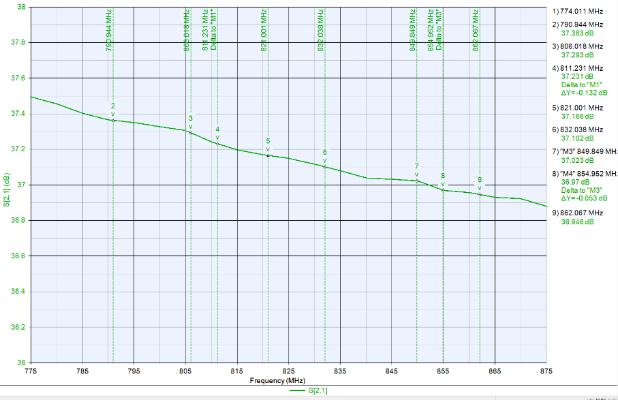 38
37.8
37.6
37.4
37.2
37
36.8
36.6
36.4
36.2
36
S[2,1] (dB)
790.944 MHz
806.018 MHz
811.231 MHz
Delta to "M1"
821.001 MHz
832.038 MHz
849.849 MHz
854.952 MHz
Delta to "M3"
862.067 MHz
2
3
4
5
6
7
8
9
775
785
795
805
815
825
835
845
855
865
875
Frequency (MHz)
S[2,1]
1) 774.011 MHz
2) 790.944 MHz
37.363 dB
3) 806.018 MHz
37.293 dB
4) 811.231 MHz
37.231 dB
Delta to "M1"
ΔY= -0.132 dB
5) 821.001 MHz
37.166 dB
6) 832.038 MHz
37.102 dB
7) "M3" 849.849 MH
37.023 dB
8) "M4" 854.952 MH
36.97 dB
Delta to "M3"
ΔY= -0.053 dB
9) 862.067 MHz
36.946 dB